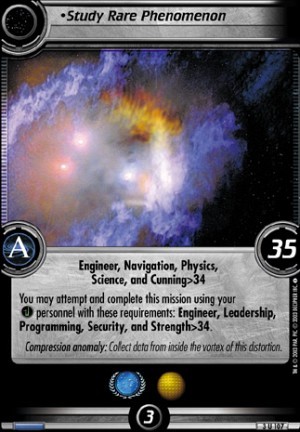 •Study Rare Phenomenon
A
35
Engineer, Navigation, Physics,
Science, and Cunning>34
You may attempt and complete this mission using your
personnel with these requirements: Engineer, Leadership,
Programming, Security, and Strength>34.
Compression anomaly: Collect data from inside the vortex of this distortion.
3